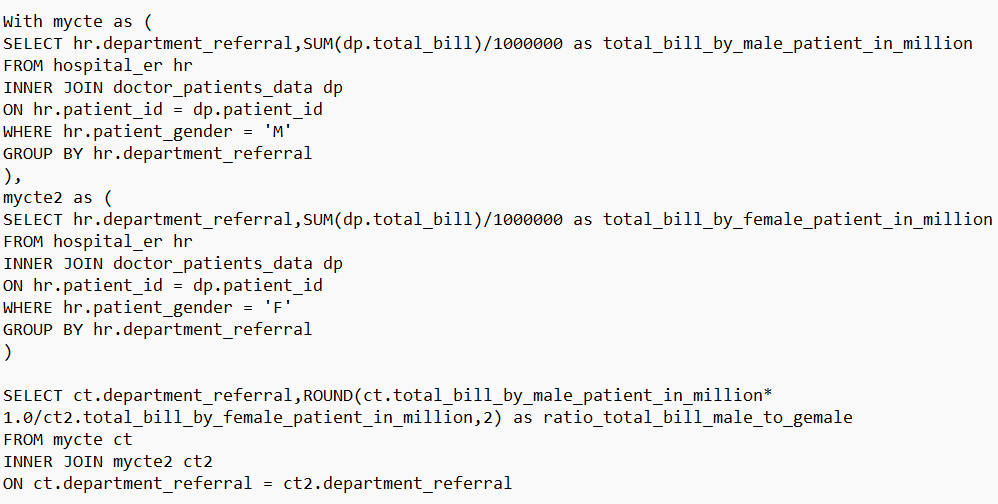 With mycte as (
SELECT hr.department_referral,SUM(dp.total_bill)/1000000 as total_bill_by_male_patient_in_million
FROM hospital_er hr
INNER JOIN doctor_patients_data dp
ON hr.patient_id = dp.patient_id
WHERE hr.patient_gender = 'M'
GROUP BY hr.department_referral
),
mycte2 as (
SELECT hr.department_referral,SUM(dp.total_bill)/1000000 as total_bill_by_female_patient_in_million
FROM hospital_er hr
INNER JOIN doctor_patients_data dp
ON hr.patient_id = dp.patient_id
WHERE hr.patient_gender = 'F'
GROUP BY hr.department_referral
)
SELECT ct.department_referral,ROUND(ct.total_bill_by_male_patient_in_million*
1.0/ct2.total_bill_by_female_patient_in_million,2) as ratio_total_bill_male_to_gemale
FROM mycte ct
INNER JOIN mycte2 ct2
ON ct.department_referral = ct2.department_referral